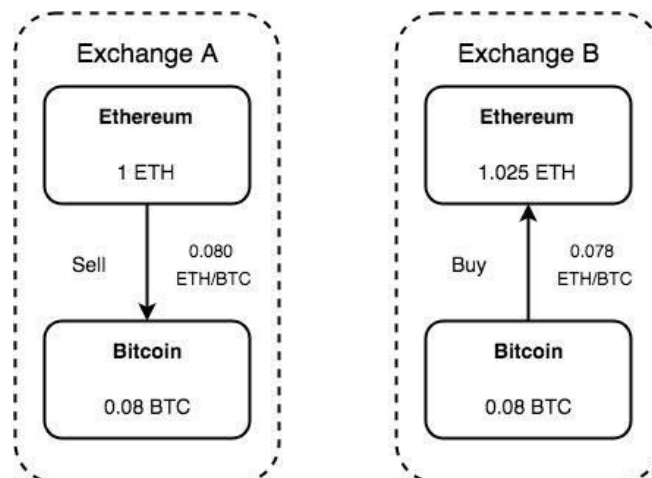 Exchange A
Ethereum
1 ETH
Sell
0.080
ETH/BTC
Bitcoin
0.08 BTC
Exchange B
Ethereum
1.025 ETH
Buy
0.078
ETH/BTC
Bitcoin
0.08 BTC